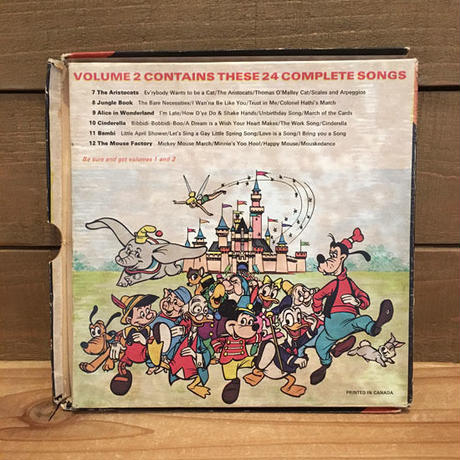 VOLUME 2 CONTAINS THESE 24 COMPLETE SONGS
7 The Aristocats Ev'rybody Wants to be a Cat/The Aristocats/Thomas O'Malley Cat/Scales and Arpeggios
8 Jungle Book The Bare Necessities/I Wan'na Be Like You/Trust in Me/Colonel Hathi's March
9 Alice in Wonderland I'm Late/How D'ye Do & Shake Hands/Unbirthday Song/March of the Cards
10 Cinderella Bibbidi-Bobbidi-Boo/A Dream is a Wish Your Heart Makes/The Work Song/Cinderella
11 Bambi Little April Shower/Let's Sing a Gay Little Spring Song/Love is a Song/I Bring you a Song
12 The Mouse Factory Mickey Mouse March/Minnie's Yoo Hoo!/Happy Mouse/Mouskedance
Be sure and get volumes 1 and 2
PRINTED IN CANADA